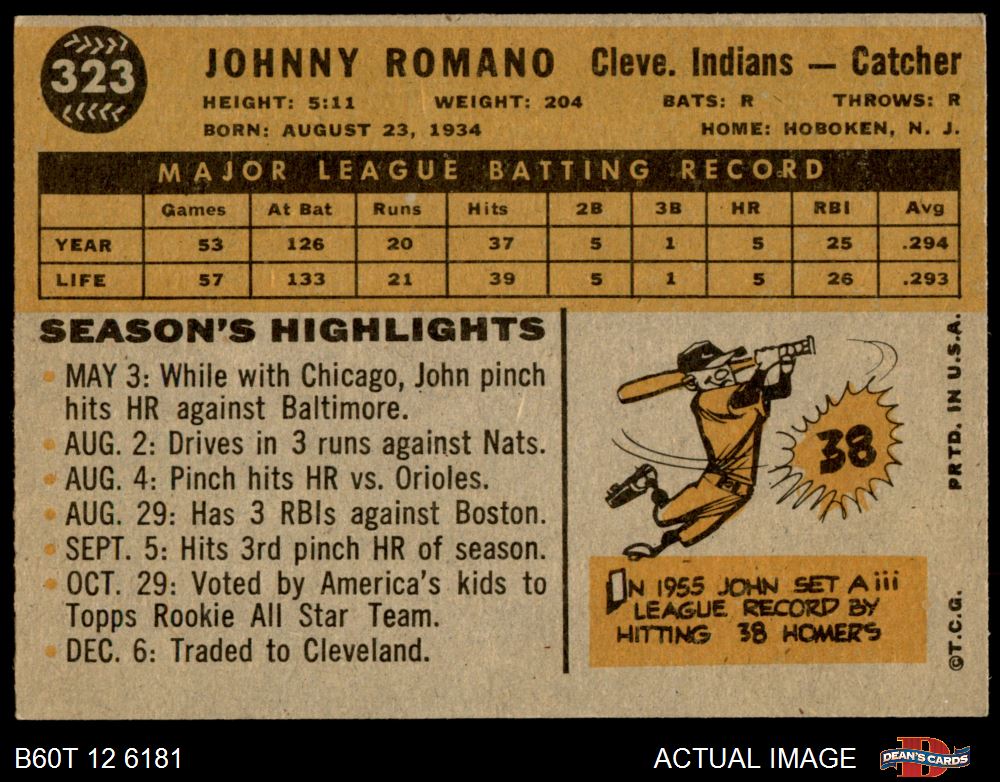 323
JOHNNY ROMANO Cleve. Indians — Catcher
HEIGHT: 5:11 WEIGHT: 204 BATS: R THROWS: R
BORN: AUGUST 23, 1934 HOME: HOBOKEN, N. J.
MAJOR LEAGUE BATTING RECORD
Games At Bat Runs Hits 2B 3B HR RBI Avg
YEAR 53 126 20 37 5 1 5 25 .294
LIFE 57 133 21 39 5 1 5 26 .293
SEASON'S HIGHLIGHTS
MAY 3: While with Chicago, John pinch
hits HR against Baltimore.
AUG. 2: Drives in 3 runs against Nats.
AUG. 4: Pinch hits HR vs. Orioles.
AUG. 29: Has 3 RBIs against Boston.
SEPT. 5: Hits 3rd pinch HR of season.
OCT. 29: Voted by America's kids to
Topps Rookie All Star Team.
DEC. 6: Traded to Cleveland.
38
IN 1955 JOHN SET A iii
LEAGUE RECORD BY
HITTING 38 HOMERS
©T.C.G. PRTD. IN U.S.A.
B60T 12 6181 ACTUAL IMAGE
DEAN'S CARDS